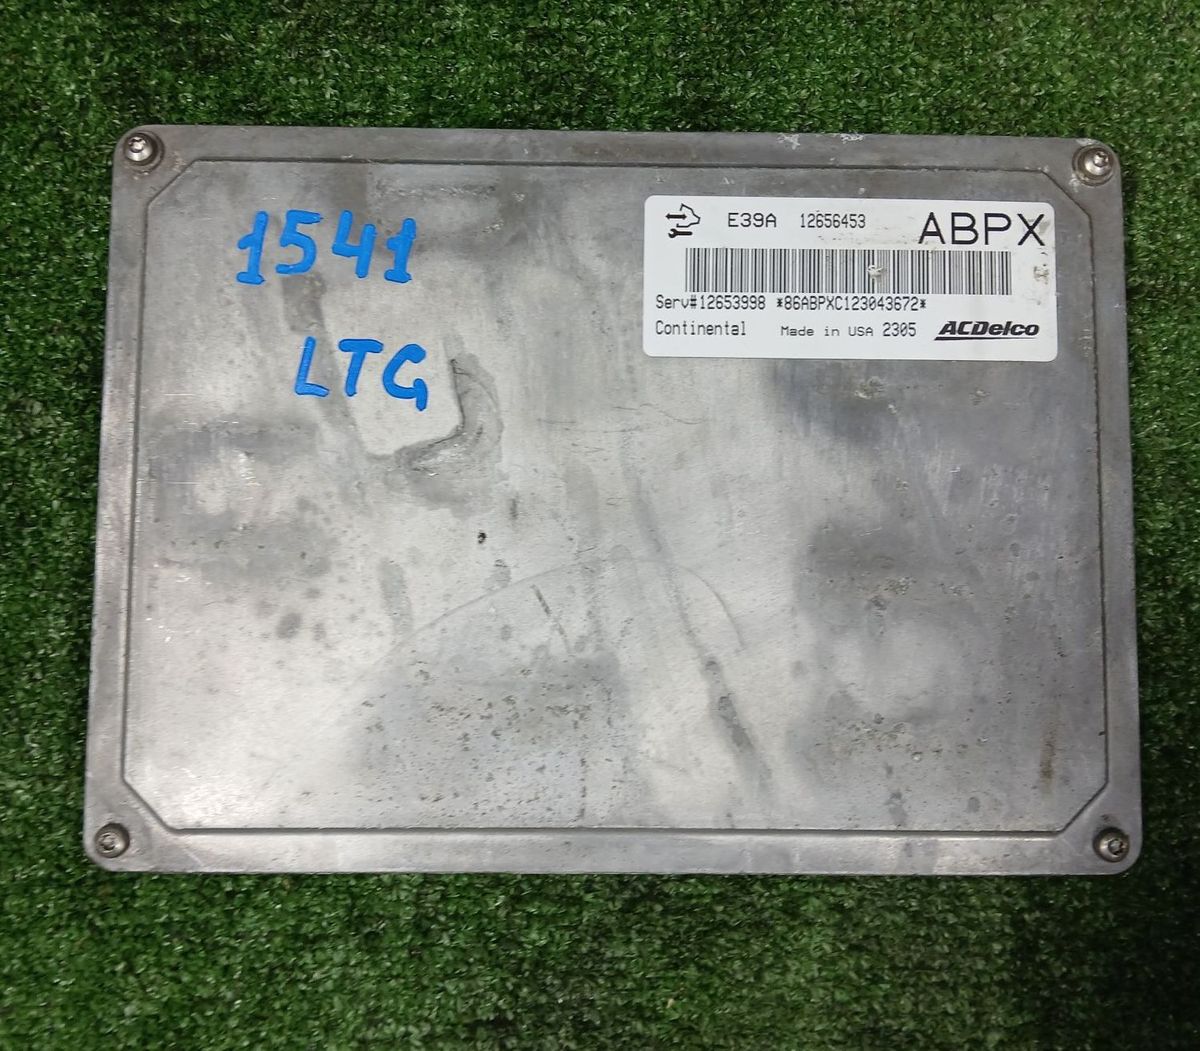 1541
LTG
E39A 12656453 ABPX
Serv#12653998 *86ABPXC123043672*
Continental Made in USA 2305 ACDelco